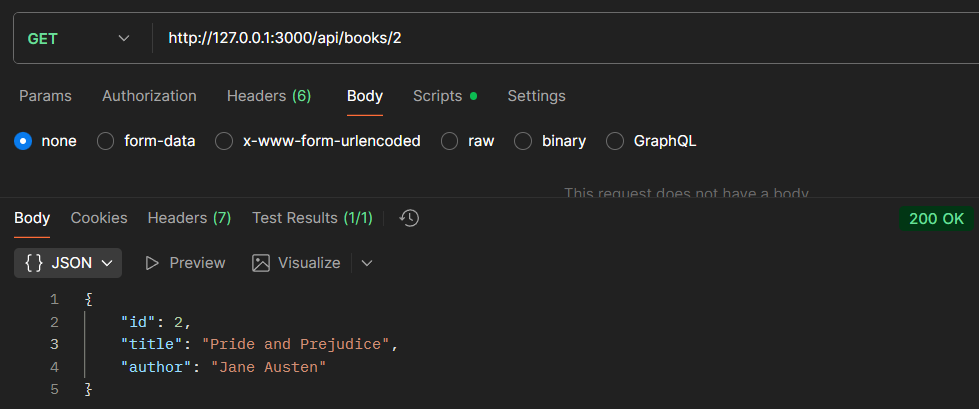 GET http://127.0.0.1:3000/api/books/2
Params Authorization Headers (6) Body Scripts Settings
none form-data x-www-form-urlencoded raw binary GraphQL
This request does not have a body
Body Cookies Headers (7) Test Results (1/1) 200 OK
{} JSON Preview Visualize
1 {
2 "id": 2,
3 "title": "Pride and Prejudice",
4 "author": "Jane Austen"
5 }